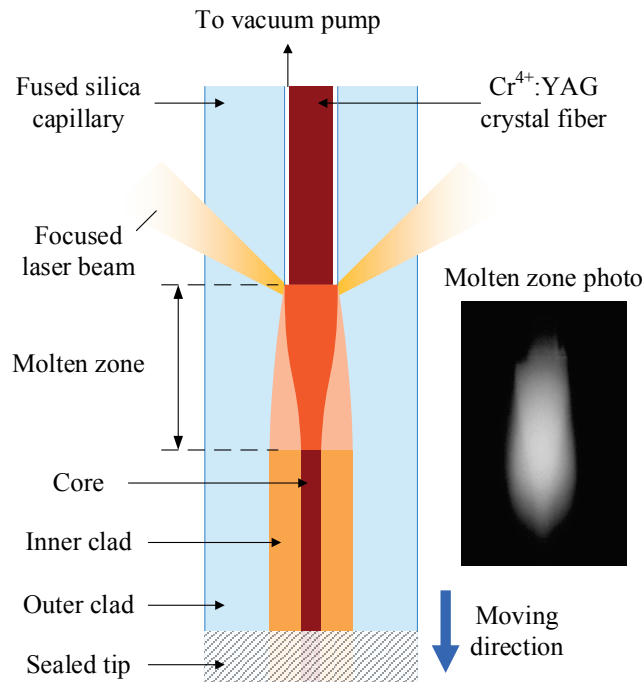 To vacuum pump
Fused silica
capillary
Cr⁴⁺:YAG
crystal fiber
Focused
laser beam
Molten zone photo
Molten zone
Core
Inner clad
Outer clad
Moving
direction
Sealed tip